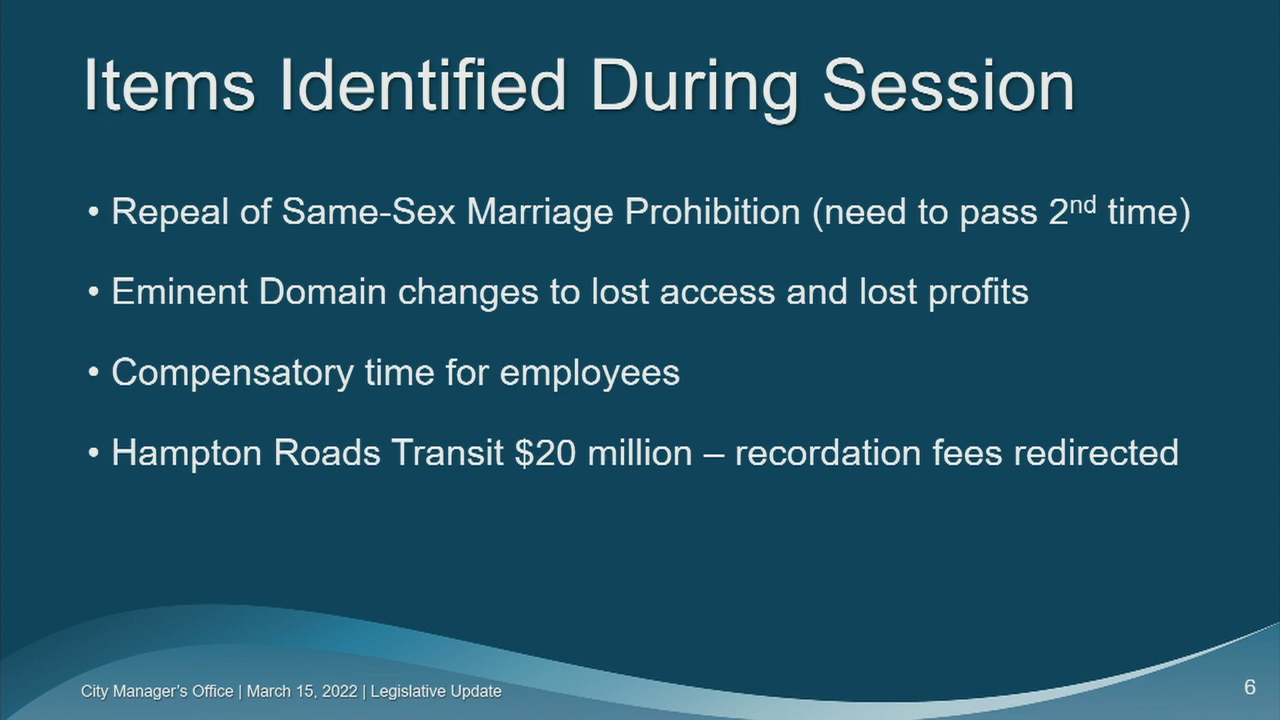 Items Identified During Session
• Repeal of Same-Sex Marriage Prohibition (need to pass 2nd time)
• Eminent Domain changes to lost access and lost profits
• Compensatory time for employees
• Hampton Roads Transit $20 million – recordation fees redirected
City Manager's Office | March 15, 2022 | Legislative Update
6